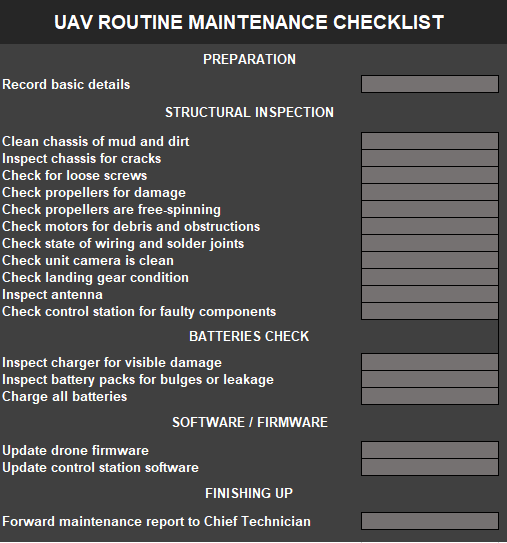 UAV ROUTINE MAINTENANCE CHECKLIST
PREPARATION
Record basic details
STRUCTURAL INSPECTION
Clean chassis of mud and dirt
Inspect chassis for cracks
Check for loose screws
Check propellers for damage
Check propellers are free-spinning
Check motors for debris and obstructions
Check state of wiring and solder joints
Check unit camera is clean
Check landing gear condition
Inspect antenna
Check control station for faulty components
BATTERIES CHECK
Inspect charger for visible damage
Inspect battery packs for bulges or leakage
Charge all batteries
SOFTWARE / FIRMWARE
Update drone firmware
Update control station software
FINISHING UP
Forward maintenance report to Chief Technician